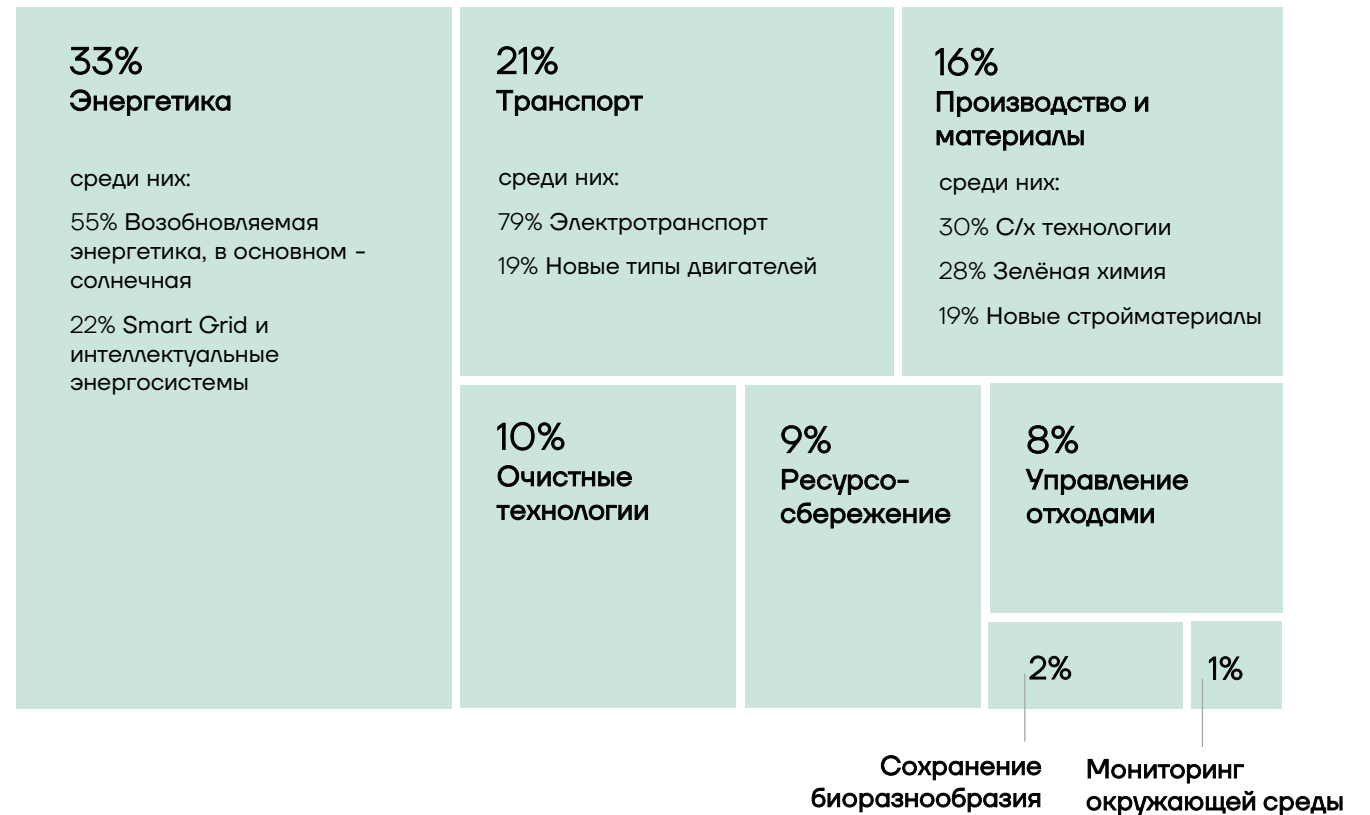 33%
Энергетика
среди них:
55% Возобновляемая
энергетика, в основном -
солнечная
22% Smart Grid и
интеллектуальные
энергосистемы
21%
Транспорт
среди них:
79% Электротранспорт
19% Новые типы двигателей
16%
Производство и
материалы
среди них:
30% С/х технологии
28% Зелёная химия
19% Новые стройматериалы
10%
Очистные
технологии
9%
Ресурсо-
сбережение
8%
Управление
отходами
2%
Сохранение
биоразнообразия
1%
Мониторинг
окружающей среды